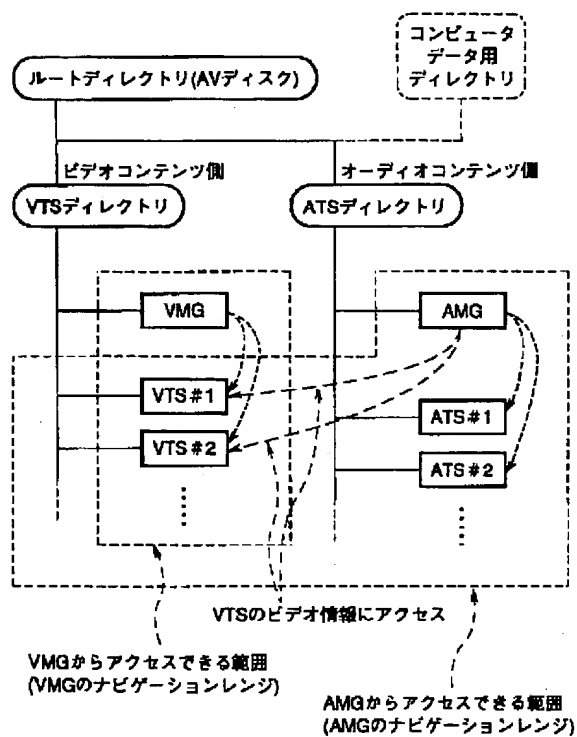 コンピュータ
データ用
ディレクトリ
ルートディレクトリ(AVディスク)
ビデオコンテンツ側
オーディオコンテンツ側
VTSディレクトリ
ATSディレクトリ
VMG
AMG
VTS#1
ATS#1
VTS#2
ATS#2
VTSのビデオ情報にアクセス
VMGからアクセスできる範囲
(VMGのナビゲーションレンジ)
AMGからアクセスできる範囲
(AMGのナビゲーションレンジ)